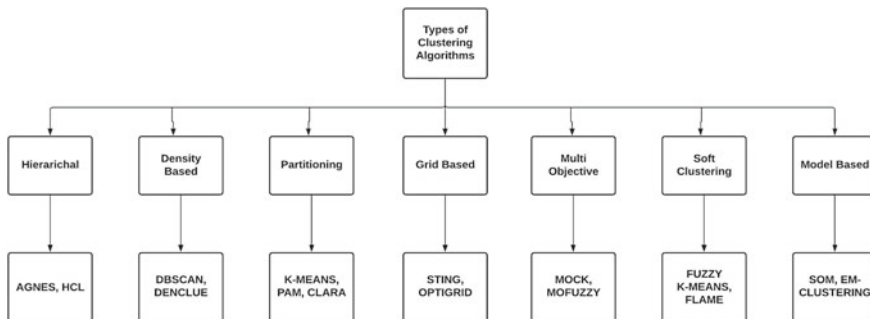 Types of
Clustering
Algorithms
Hierarichal
Density
Based
Partitioning
Grid Based
Multi
Objective
Soft
Clustering
Model Based
AGNES, HCL
DBSCAN,
DENCLUE
K-MEANS,
PAM, CLARA
STING,
OPTIGRID
MOCK,
MOFUZZY
FUZZY
K-MEANS,
FLAME
SOM, EM-
CLUSTERING